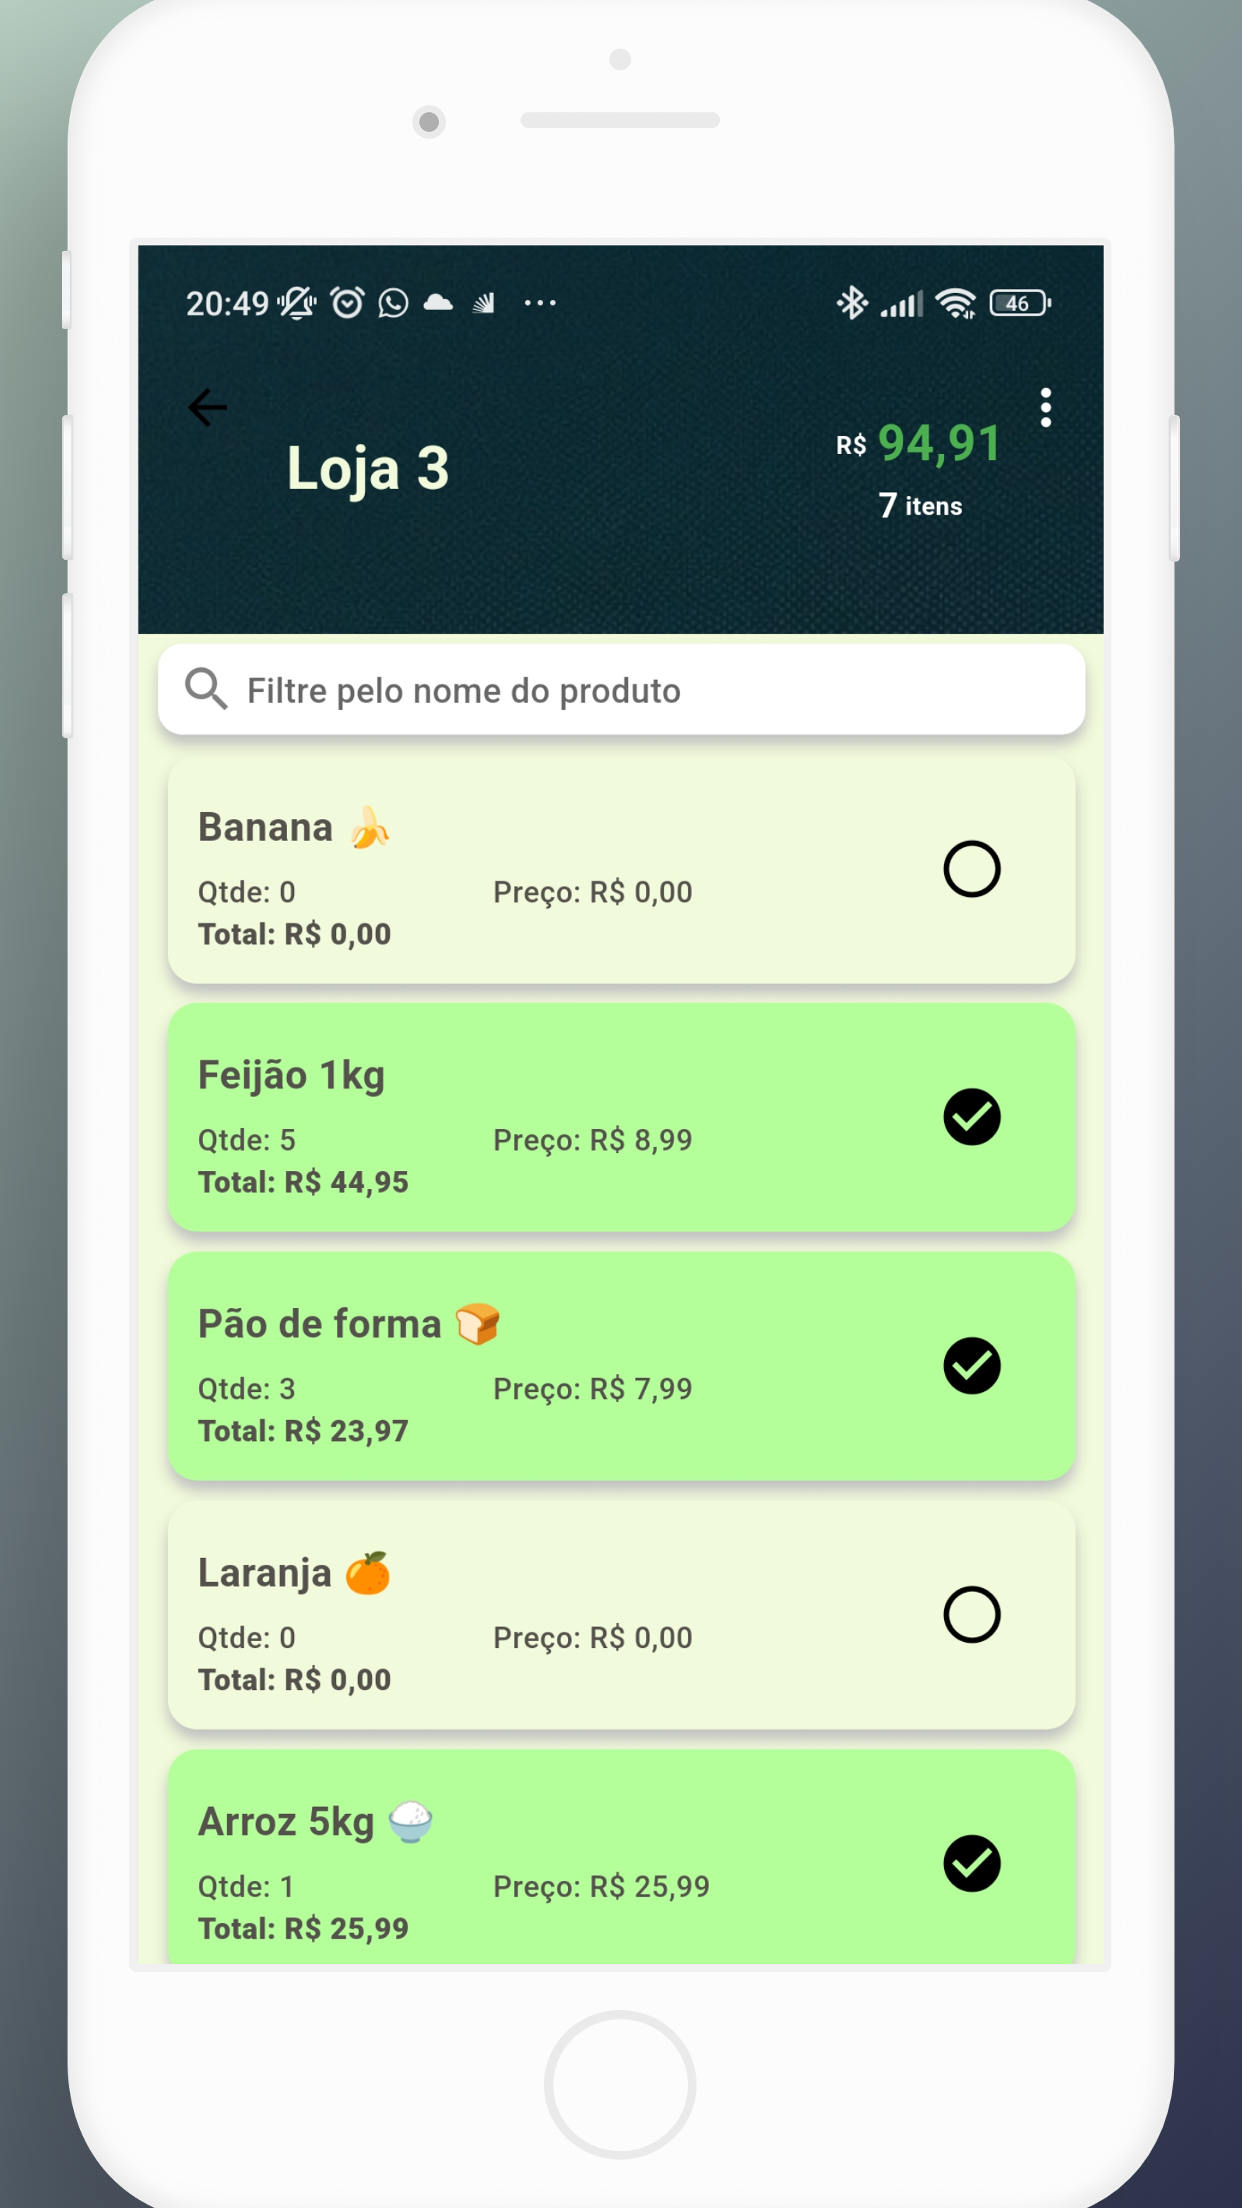 20:49
46
Loja 3
R$ 94,91
7 itens
Filtre pelo nome do produto
Banana 🍌
Qtde: 0 Preço: R$ 0,00
Total: R$ 0,00
Feijão 1kg
Qtde: 5 Preço: R$ 8,99
Total: R$ 44,95
Pão de forma 🍞
Qtde: 3 Preço: R$ 7,99
Total: R$ 23,97
Laranja 🍊
Qtde: 0 Preço: R$ 0,00
Total: R$ 0,00
Arroz 5kg 🍚
Qtde: 1 Preço: R$ 25,99
Total: R$ 25,99